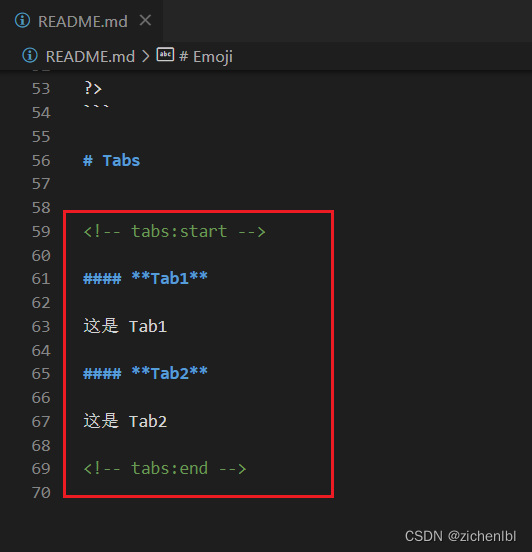 README.md
README.md > # Emoji
53 ?>
54 ```
55
56 # Tabs
57
58
59 <!-- tabs:start -->
60
61 #### **Tab1**
62
63 这是 Tab1
64
65 #### **Tab2**
66
67 这是 Tab2
68
69 <!-- tabs:end -->
70
CSDN @zichenlbl